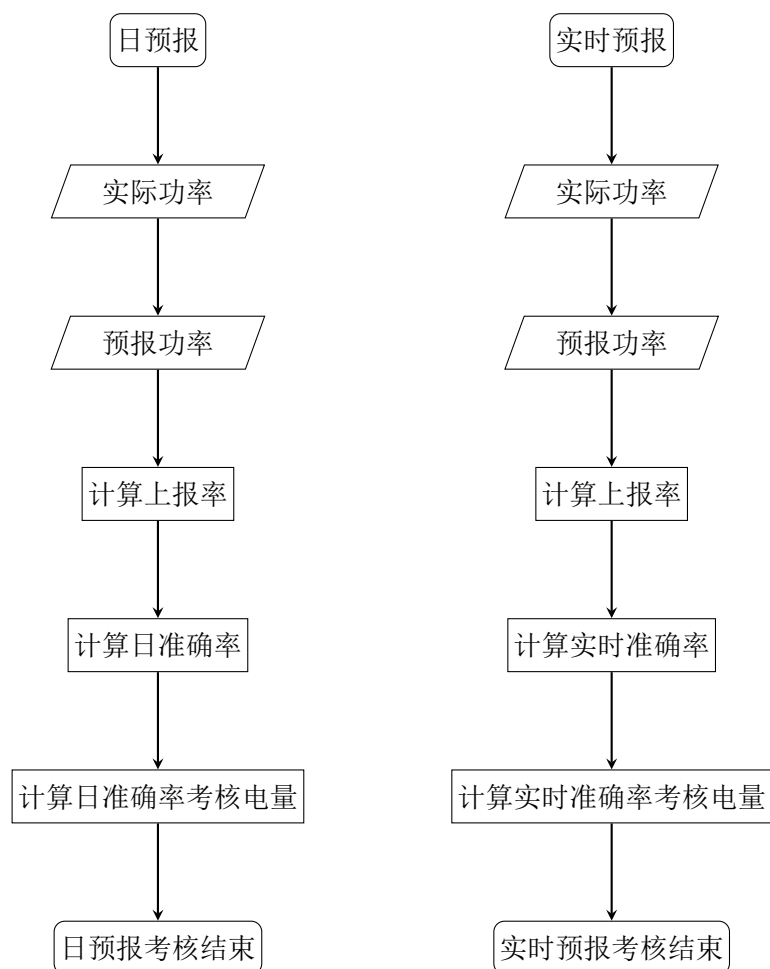 日预报
实际功率
预报功率
计算上报率
计算日准确率
计算日准确率考核电量
日预报考核结束
实时预报
实际功率
预报功率
计算上报率
计算实时准确率
计算实时准确率考核电量
实时预报考核结束